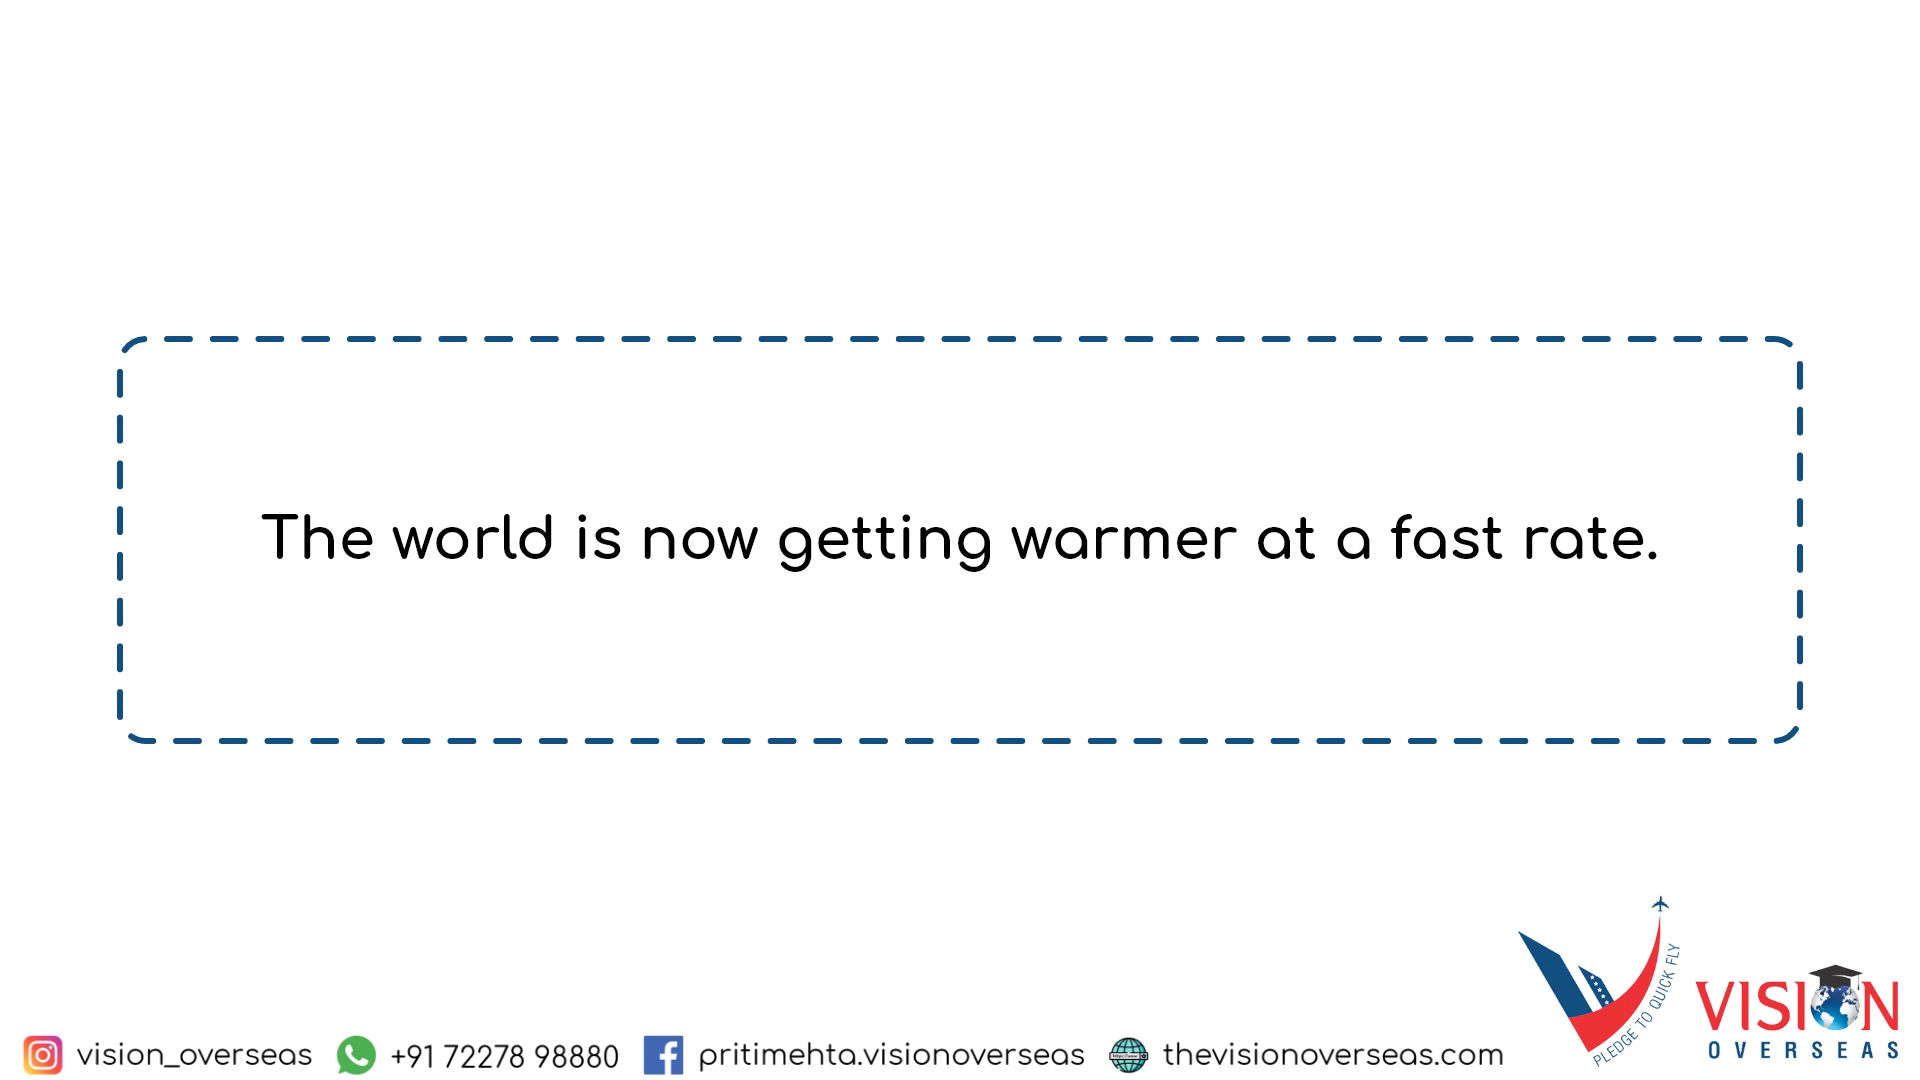 The world is now getting warmer at a fast rate.
PLEDGE TO QUICK FLY
VISION
OVERSEAS
vision_overseas +91 72278 98880 pritimehta.visionoverseas thevisionoverseas.com